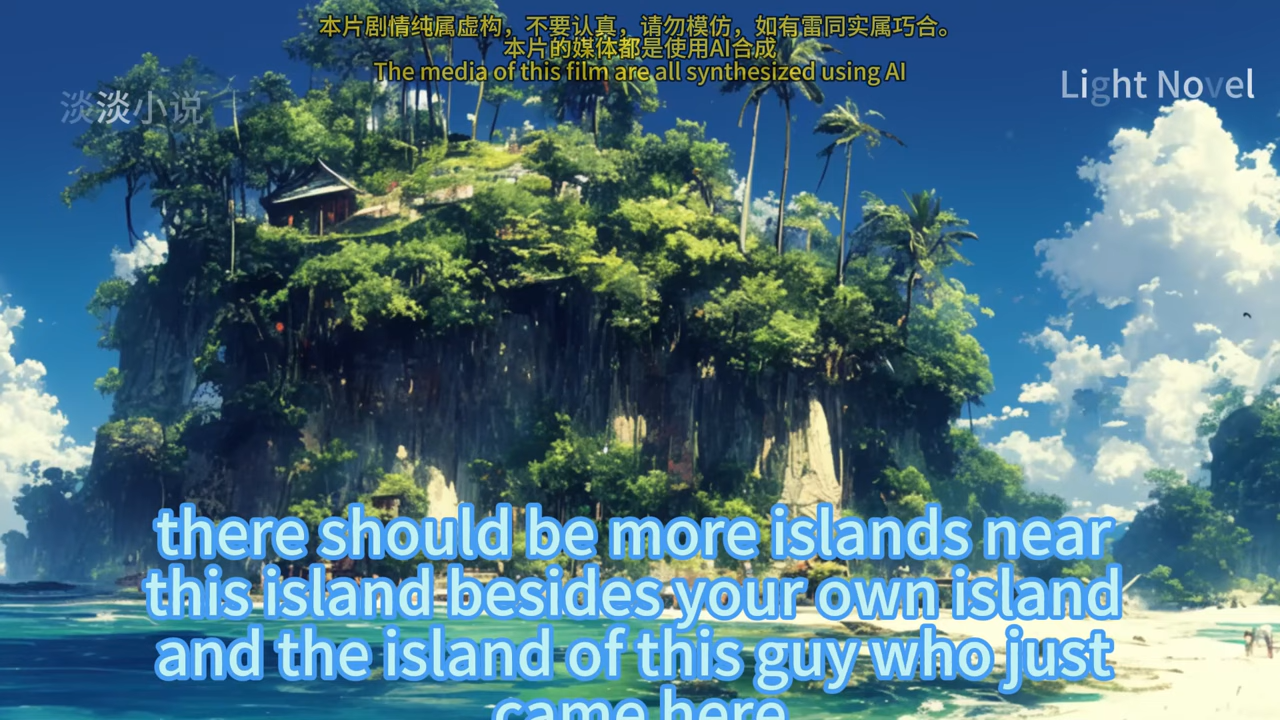 本片剧情纯属虚构，不要认真，请勿模仿，如有雷同实属巧合。
本片的媒体都是使用AI合成
The media of this film are all synthesized using AI
Light Novel
淡淡小说
there should be more islands near
this island besides your own island
and the island of this guy who just
came here